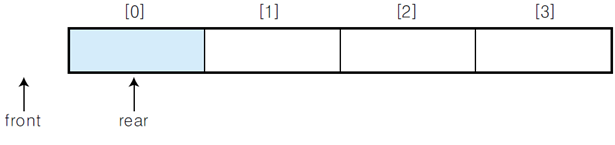 [0] [1] [2] [3]
front rear